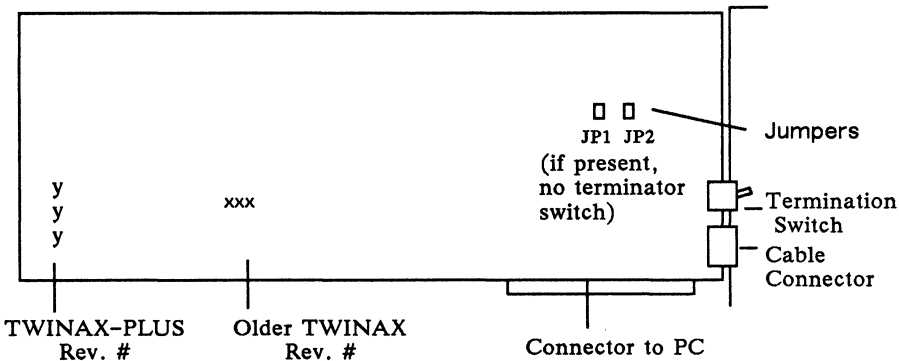 JP1 JP2
(if present,
no terminator
switch)
Jumpers
y
y
y
xxx
Termination
Switch
Cable
Connector
TWINAX-PLUS
Rev. #
Older TWINAX
Rev. #
Connector to PC